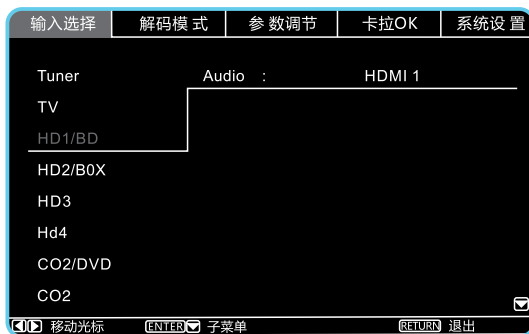 输入选择 解码模式 参数调节 卡拉OK 系统设置
Tuner Audio : HDMI 1
TV
HD1/BD
HD2/B0X
HD3
Hd4
CO2/DVD
CO2
移动光标 ENTER 子菜单 RETURN 退出